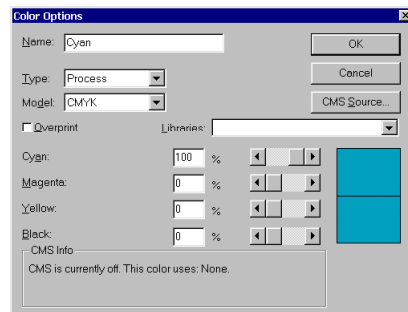 Color Options
Name: Cyan
OK
Type: Process
Cancel
Model: CMYK
CMS Source...
Overprint
Libraries:
Cyan: 100 %
Magenta: 0 %
Yellow: 0 %
Black: 0 %
CMS Info
CMS is currently off. This color uses: None.